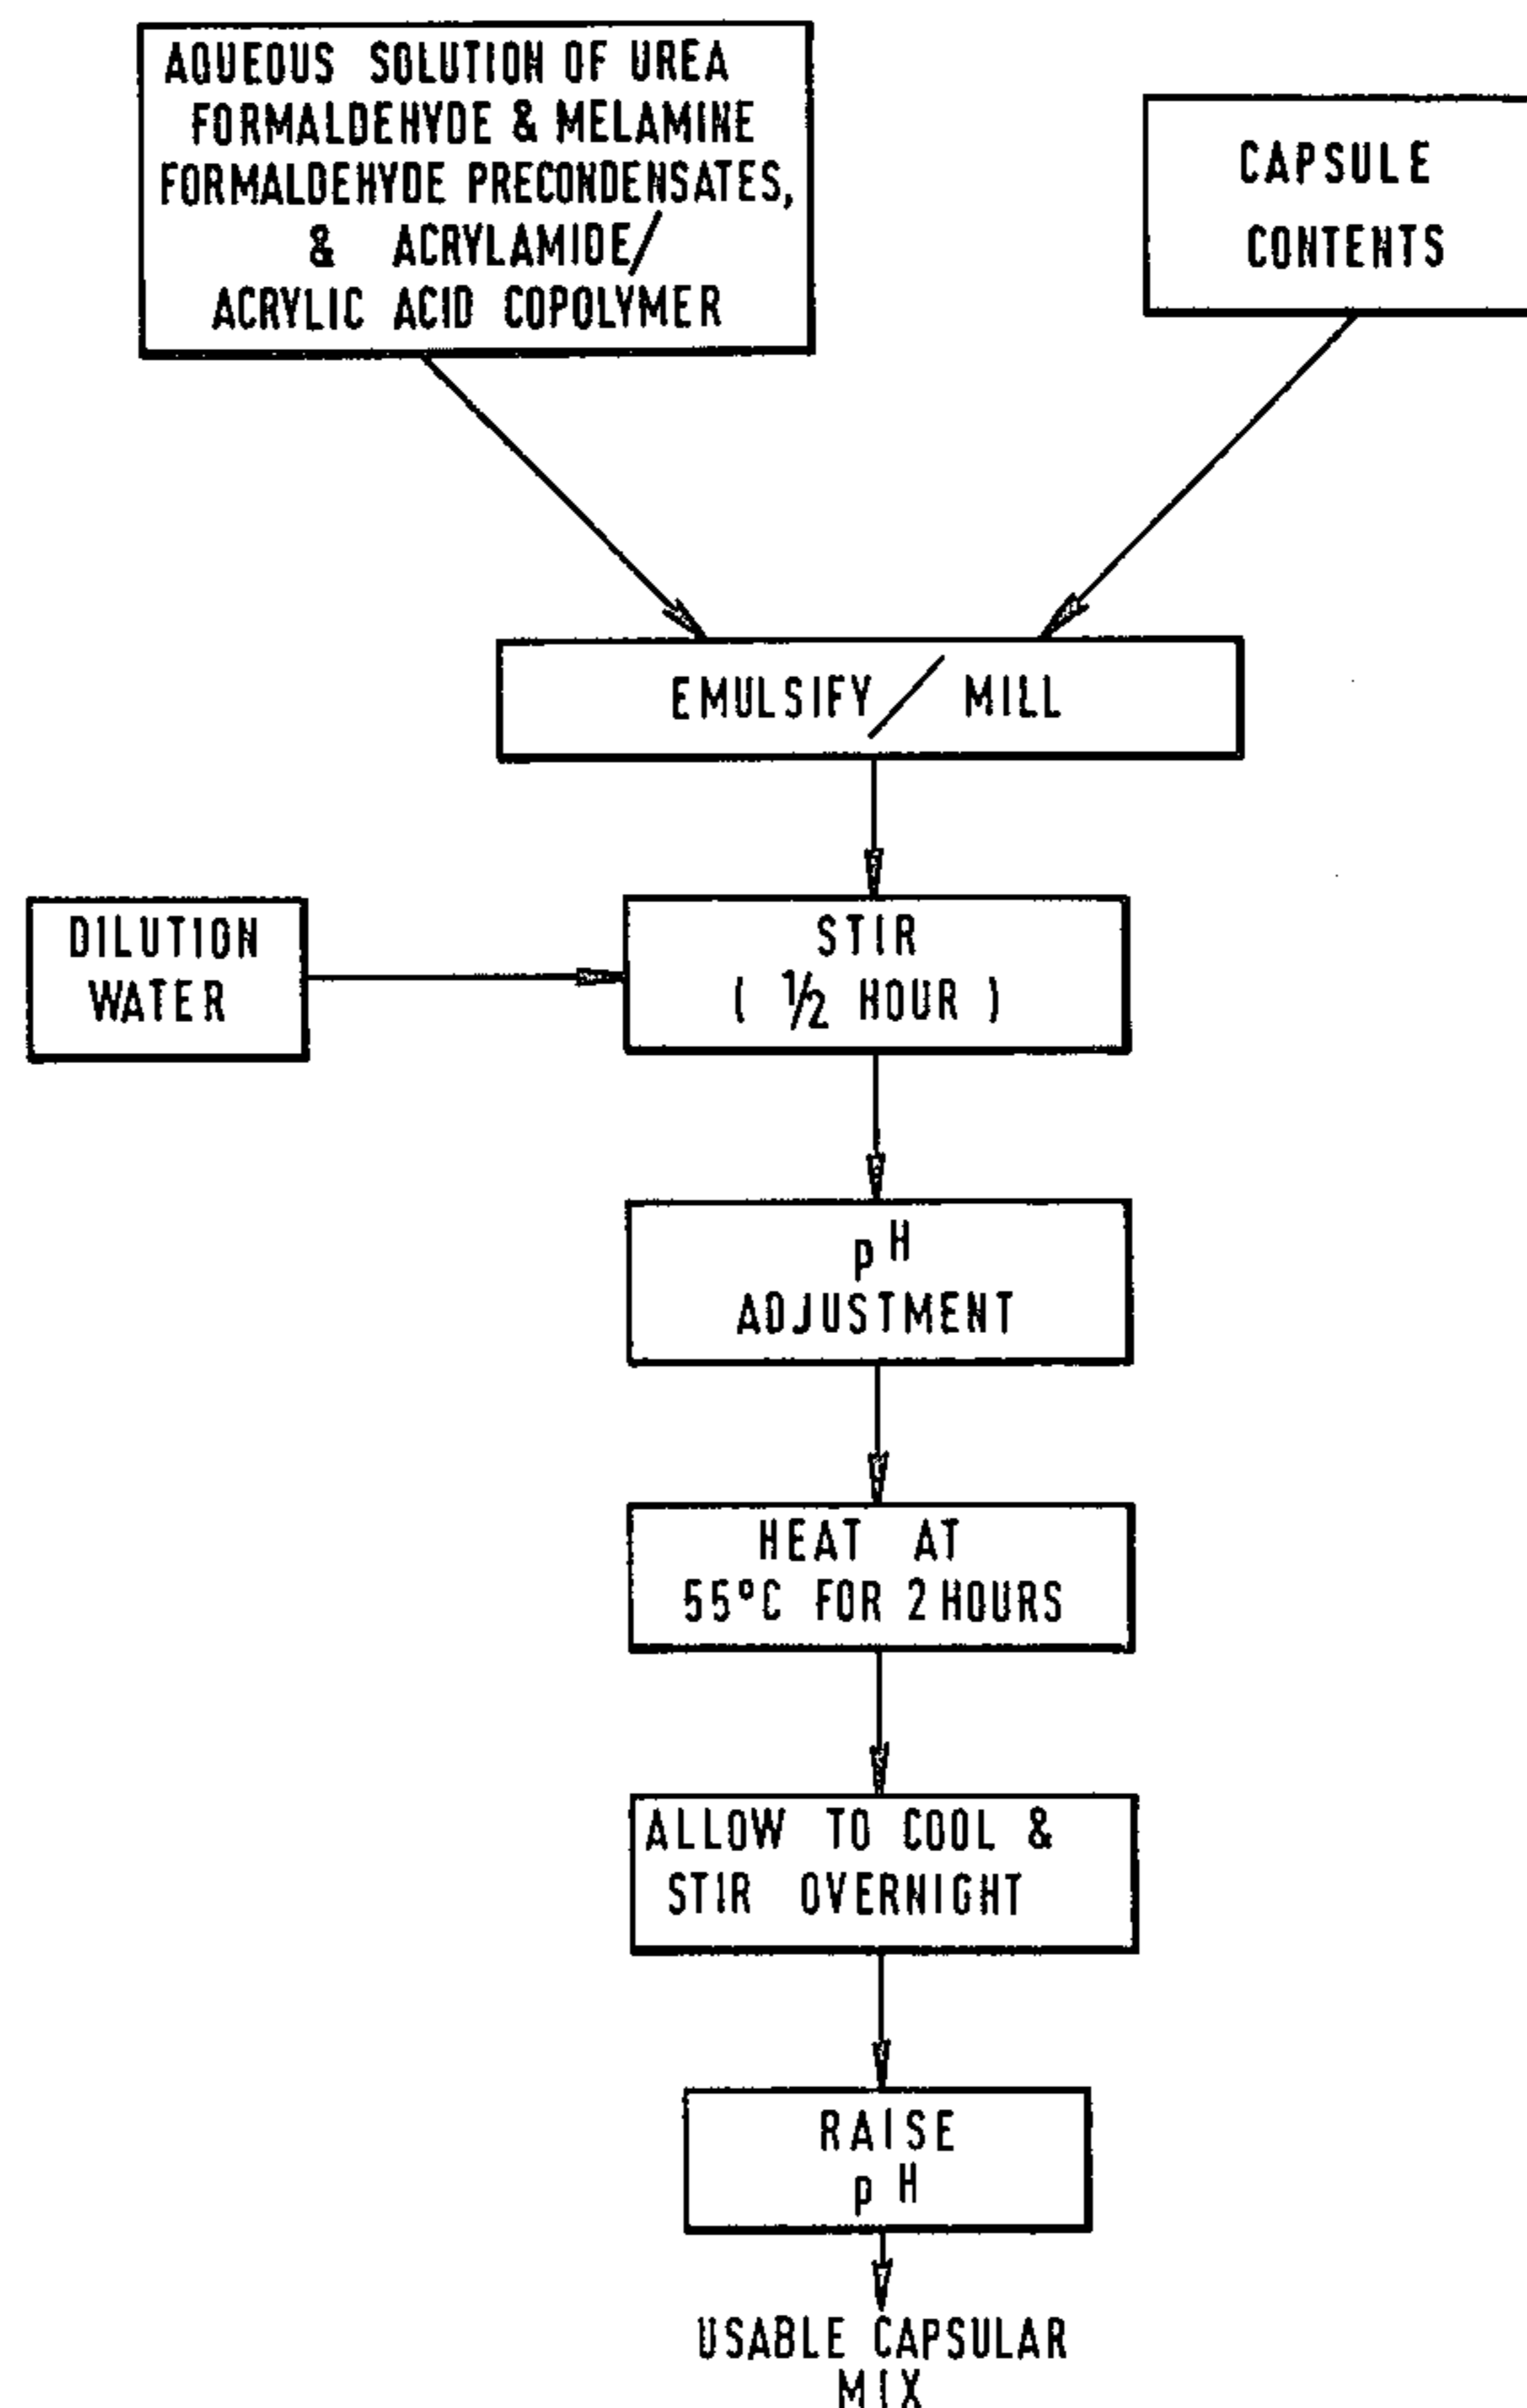 AQUEOUS SOLUTION OF UREA
FORMALDEHYDE & MELAMINE
FORMALDEHYDE PRECONDENSATES,
& ACRYLAMIDE/
ACRYLIC ACID COPOLYMER
CAPSULE
CONTENTS
EMULSIFY / MILL
DILUTION
WATER
STIR
( 1/2 HOUR )
pH
ADJUSTMENT
HEAT AT
55°C FOR 2 HOURS
ALLOW TO COOL &
STIR OVERNIGHT
RAISE
pH
USABLE CAPSULAR
MIX